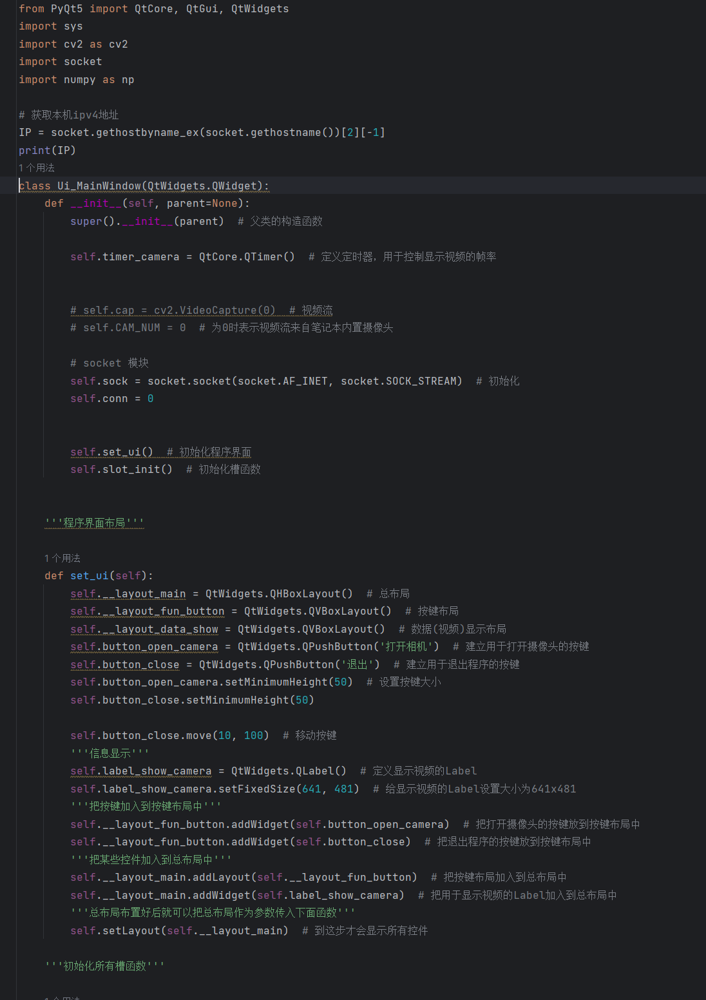 from PyQt5 import QtCore, QtGui, QtWidgets
import sys
import cv2 as cv2
import socket
import numpy as np
# 获取本机ipv4地址
IP = socket.gethostbyname_ex(socket.gethostname())[2][-1]
print(IP)
1 个用法
class Ui_MainWindow(QtWidgets.QWidget):
def __init__(self, parent=None):
super().__init__(parent)  # 父类的构造函数
self.timer_camera = QtCore.QTimer()  # 定义定时器，用于控制显示视频的帧率
# self.cap = cv2.VideoCapture(0)  # 视频流
# self.CAM_NUM = 0  # 为0时表示视频流来自笔记本内置摄像头
# socket 模块
self.sock = socket.socket(socket.AF_INET, socket.SOCK_STREAM)  # 初始化
self.conn = 0
self.set_ui()  # 初始化程序界面
self.slot_init()  # 初始化槽函数
'''程序界面布局'''
1 个用法
def set_ui(self):
self.__layout_main = QtWidgets.QHBoxLayout()  # 总布局
self.__layout_fun_button = QtWidgets.QVBoxLayout()  # 按键布局
self.__layout_data_show = QtWidgets.QVBoxLayout()  # 数据(视频)显示布局
self.button_open_camera = QtWidgets.QPushButton('打开相机')  # 建立用于打开摄像头的按键
self.button_close = QtWidgets.QPushButton('退出')  # 建立用于退出程序的按键
self.button_open_camera.setMinimumHeight(50)  # 设置按键大小
self.button_close.setMinimumHeight(50)
self.button_close.move(10, 100)  # 移动按键
'''信息显示'''
self.label_show_camera = QtWidgets.QLabel()  # 定义显示视频的Label
self.label_show_camera.setFixedSize(641, 481)  # 给显示视频的Label设置大小为641x481
'''把按键加入到按键布局中'''
self.__layout_fun_button.addWidget(self.button_open_camera)  # 把打开摄像头的按键放到按键布局中
self.__layout_fun_button.addWidget(self.button_close)  # 把退出程序的按键放到按键布局中
'''把某些控件加入到总布局中'''
self.__layout_main.addLayout(self.__layout_fun_button)  # 把按键布局加入到总布局中
self.__layout_main.addWidget(self.label_show_camera)  # 把用于显示视频的Label加入到总布局中
'''总布局布置好后就可以把总布局作为参数传入下面函数'''
self.setLayout(self.__layout_main)  # 到这步才会显示所有控件
'''初始化所有槽函数'''